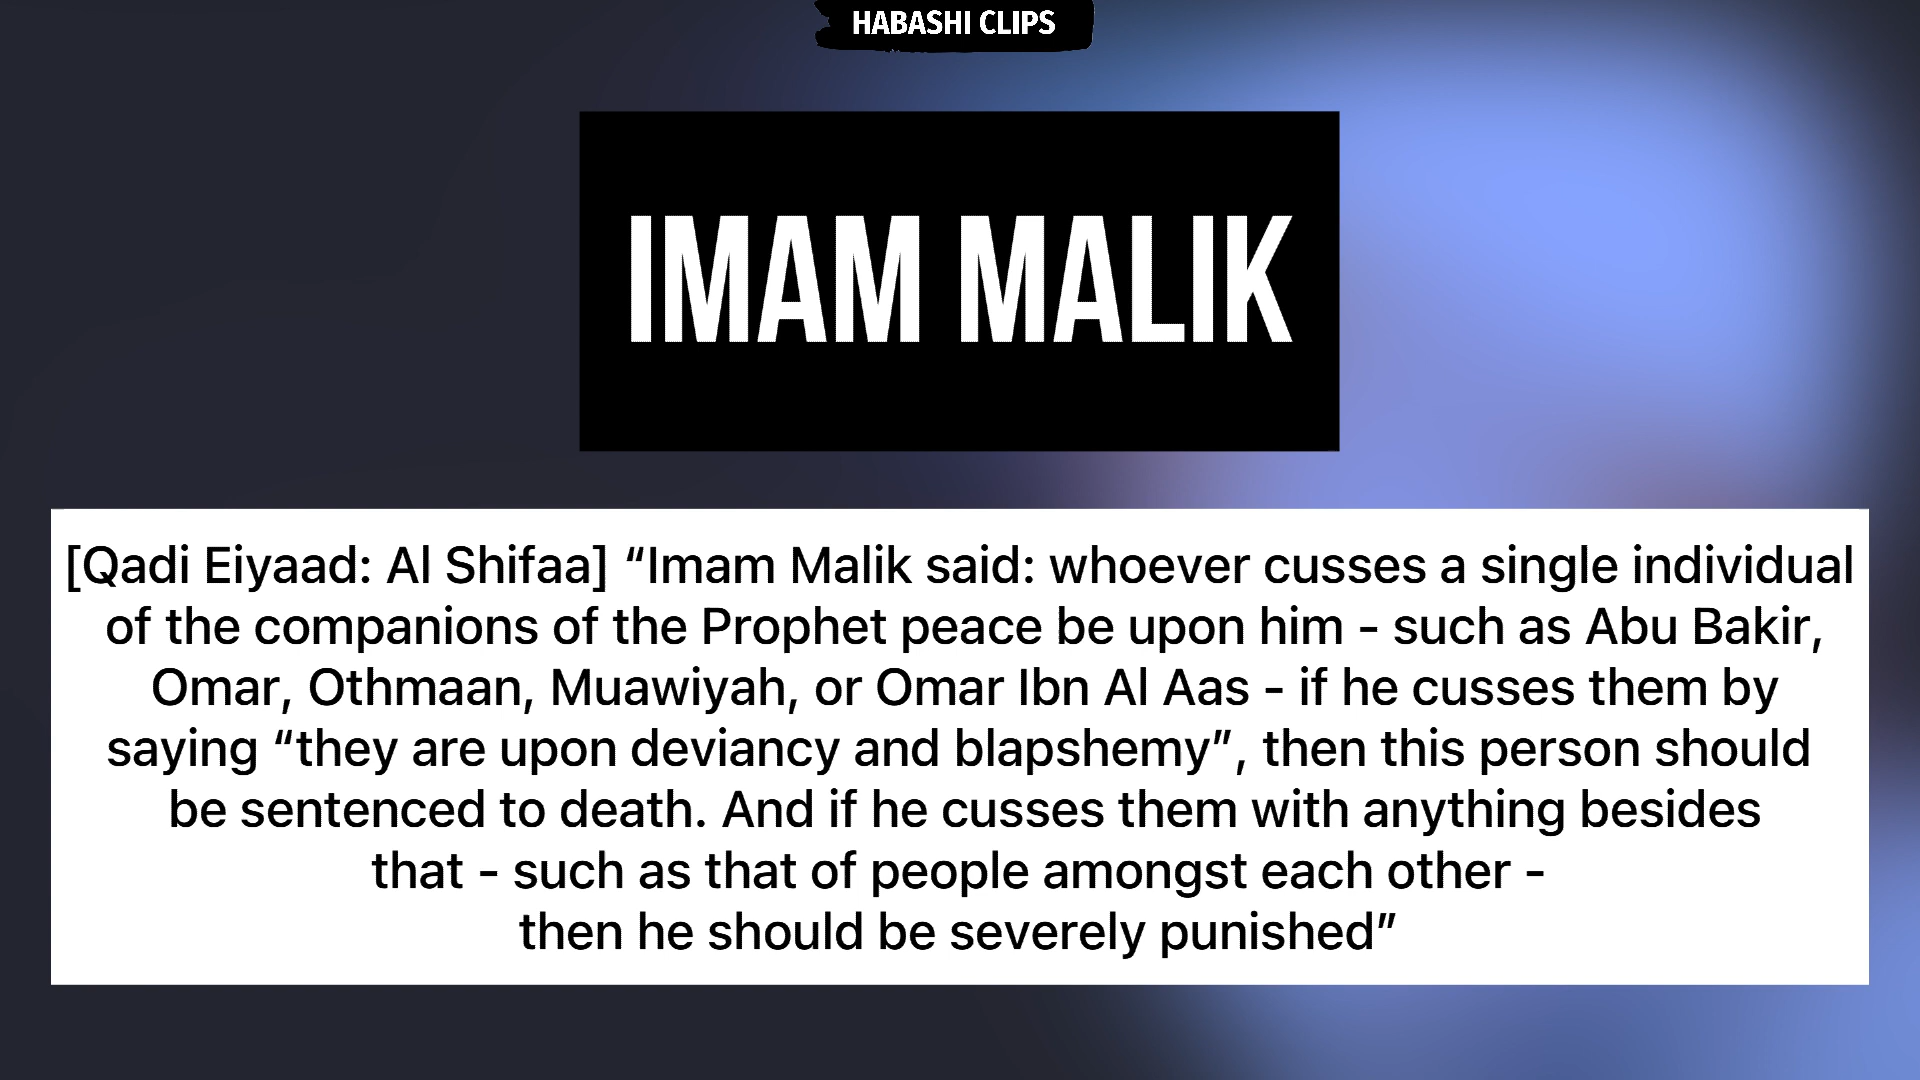 HABASHI CLIPS
IMAM MALIK
[Qadi Eiyaad: Al Shifaa] “Imam Malik said: whoever cusses a single individual
of the companions of the Prophet peace be upon him - such as Abu Bakir,
Omar, Othmaan, Muawiyah, or Omar Ibn Al Aas - if he cusses them by
saying “they are upon deviancy and blapshemy”, then this person should
be sentenced to death. And if he cusses them with anything besides
that - such as that of people amongst each other -
then he should be severely punished”